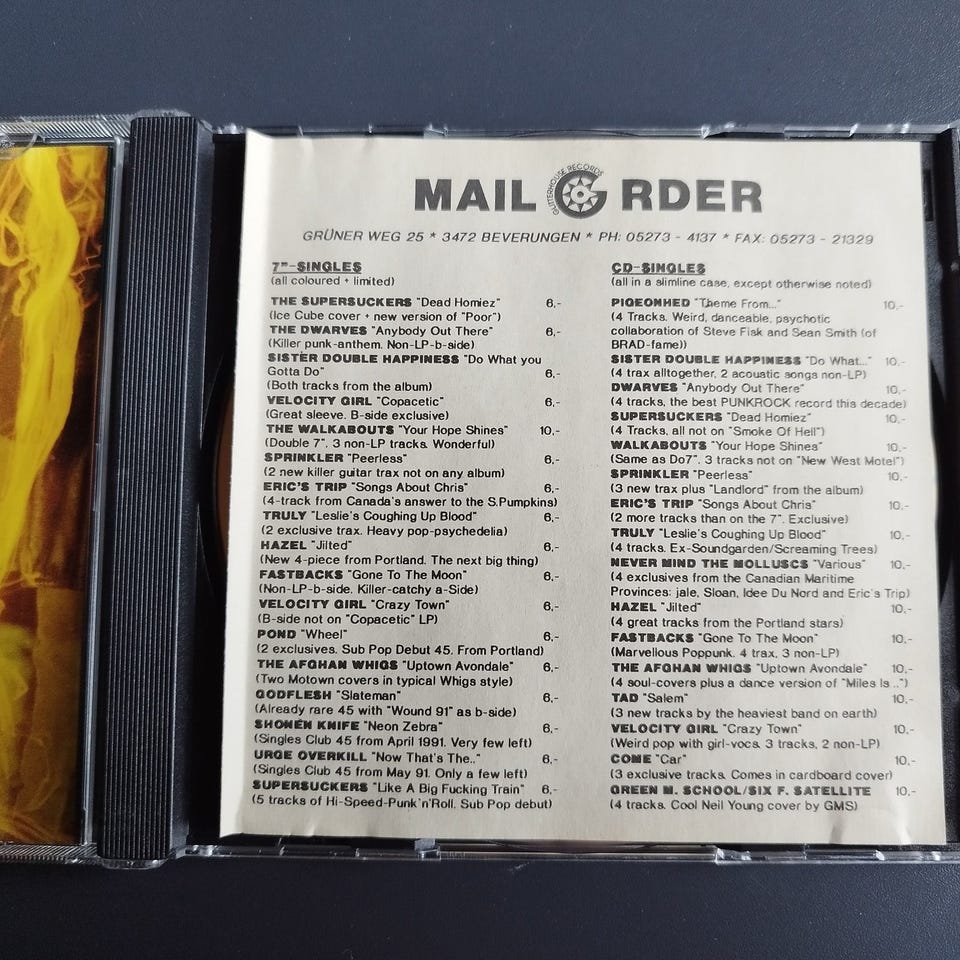 GLITTERHOUSE RECORDS
MAIL ORDER
GRÜNER WEG 25 * 3472 BEVERUNGEN * PH: 05273 - 4137 * FAX: 05273 - 21329
7"-SINGLES
(all coloured + limited)
THE SUPERSUCKERS "Dead Homiez" 6,-
(Ice Cube cover + new version of "Poor")
THE DWARVES "Anybody Out There" 6,-
(Killer punk-anthem. Non-LP-b-side)
SISTER DOUBLE HAPPINESS "Do What you
Gotta Do" 6,-
(Both tracks from the album)
VELOCITY GIRL "Copacetic" 6,-
(Great sleeve. B-side exclusive)
THE WALKABOUTS "Your Hope Shines" 10,-
(Double 7". 3 non-LP tracks. Wonderful)
SPRINKLER "Peerless" 6,-
(2 new killer guitar trax not on any album)
ERIC'S TRIP "Songs About Chris" 6,-
(4-track from Canada's answer to the S.Pumpkins)
TRULY "Leslie's Coughing Up Blood" 6,-
(2 exclusive trax. Heavy pop-psychedelia)
HAZEL "Jilted" 6,-
(New 4-piece from Portland. The next big thing)
FASTBACKS "Gone To The Moon" 6,-
(Non-LP-b-side. Killer-catchy a-Side)
VELOCITY GIRL "Crazy Town" 6,-
(B-side not on "Copacetic" LP)
POND "Wheel" 6,-
(2 exclusives. Sub Pop Debut 45. From Portland)
THE AFGHAN WHIGS "Uptown Avondale" 6,-
(Two Motown covers in typical Whigs style)
GODFLESH "Slateman" 6,-
(Already rare 45 with "Wound 91" as b-side)
SHONEN KNIFE "Neon Zebra" 6,-
(Singles Club 45 from April 1991. Very few left)
URGE OVERKILL "Now That's The.." 6,-
(Singles Club 45 from May 91. Only a few left)
SUPERSUCKERS "Like A Big Fucking Train" 6,-
(5 tracks of Hi-Speed-Punk'n'Roll. Sub Pop debut)
CD-SINGLES
(all in a slimline case, except otherwise noted)
PIGEONHED "Theme From..." 10,-
(4 Tracks. Weird, danceable, psychotic
collaboration of Steve Fisk and Sean Smith (of
BRAD-fame))
SISTER DOUBLE HAPPINESS "Do What..." 10,-
(4 trax alltogether, 2 acoustic songs non-LP)
DWARVES "Anybody Out There" 10,-
(4 tracks, the best PUNKROCK record this decade)
SUPERSUCKERS "Dead Homiez" 10,-
(4 Tracks, all not on "Smoke Of Hell")
WALKABOUTS "Your Hope Shines" 10,-
(Same as Do7". 3 tracks not on "New West Motel")
SPRINKLER "Peerless" 10,-
(3 new trax plus "Landlord" from the album)
ERIC'S TRIP "Songs About Chris" 10,-
(2 more tracks than on the 7". Exclusive)
TRULY "Leslie's Coughing Up Blood" 10,-
(4 tracks. Ex-Soundgarden/Screaming Trees)
NEVER MIND THE MOLLUSCS "Various" 10,-
(4 exclusives from the Canadian Maritime
Provinces: jale, Sloan, Idee Du Nord and Eric's Trip)
HAZEL "Jilted" 10,-
(4 great tracks from the Portland stars)
FASTBACKS "Gone To The Moon" 10,-
(Marvellous Poppunk. 4 trax, 3 non-LP)
THE AFGHAN WHIGS "Uptown Avondale" 10,-
(4 soul-covers plus a dance version of "Miles Is ..")
TAD "Salem" 10,-
(3 new tracks by the heaviest band on earth)
VELOCITY GIRL "Crazy Town" 10,-
(Weird pop with girl-vocs. 3 tracks, 2 non-LP)
COME "Car" 10,-
(3 exclusive tracks. Comes in cardboard cover)
GREEN M. SCHOOL/SIX F. SATELLITE 10,-
(4 tracks. Cool Neil Young cover by GMS)